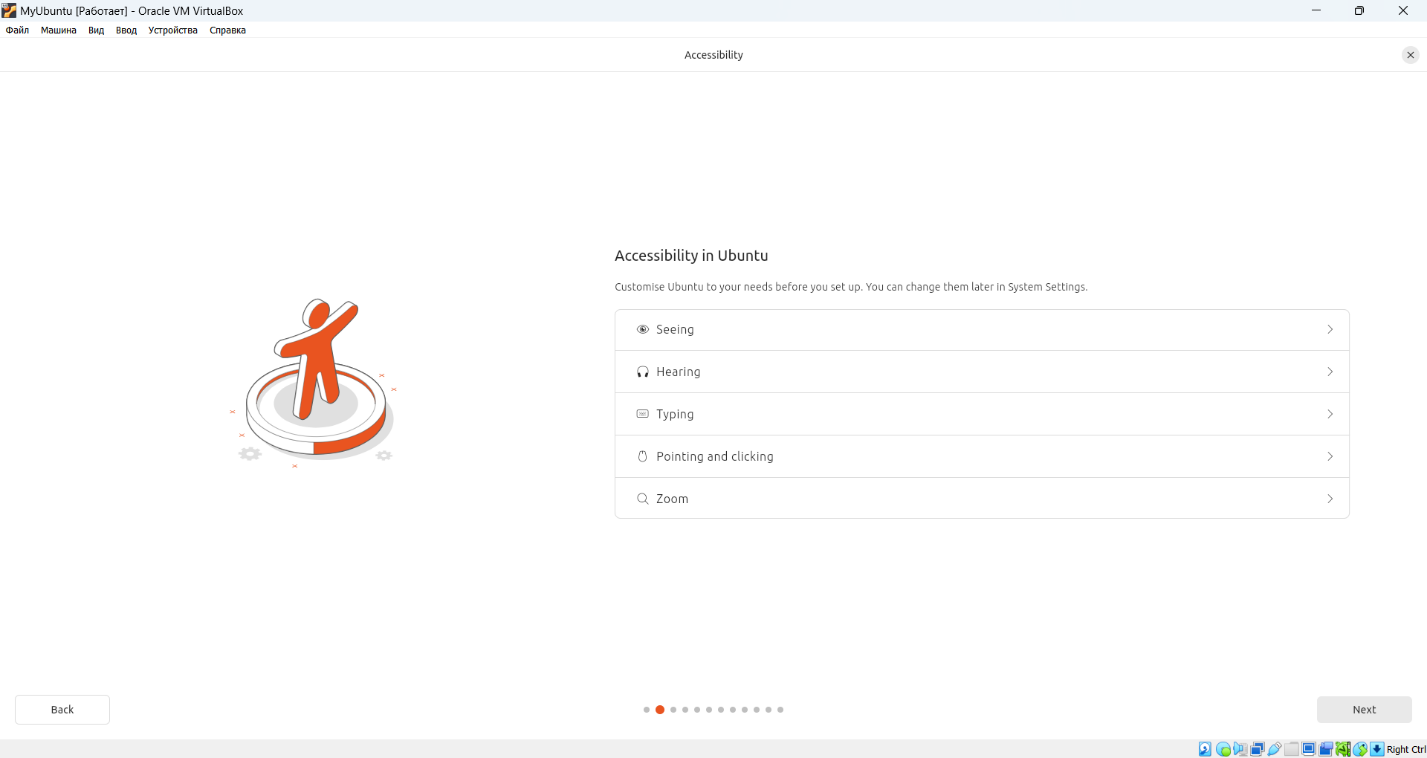 MyUbuntu [Работает] - Oracle VM VirtualBox
Файл Машина Вид Ввод Устройства Справка
Accessibility
Accessibility in Ubuntu
Customise Ubuntu to your needs before you set up. You can change them later in System Settings.
Seeing
Hearing
Typing
Pointing and clicking
Zoom
Back
Next
Right Ctrl